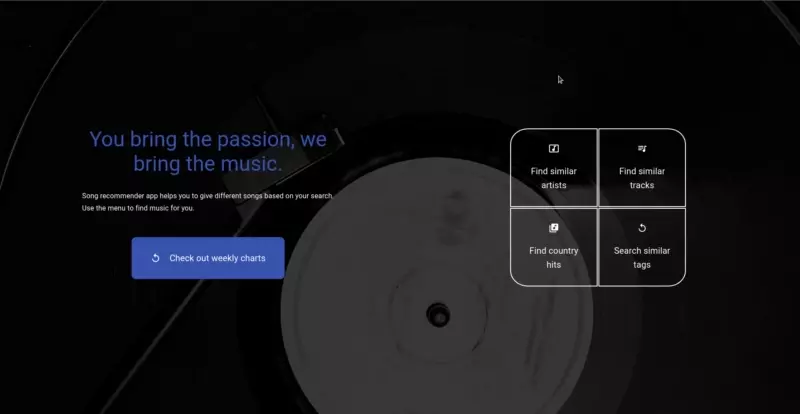 You bring the passion, we
bring the music.
Song recommender app helps you to give different songs based on your search.
Use the menu to find music for you.
Check out weekly charts
Find similar
artists
Find similar
tracks
Find country
hits
Search similar
tags